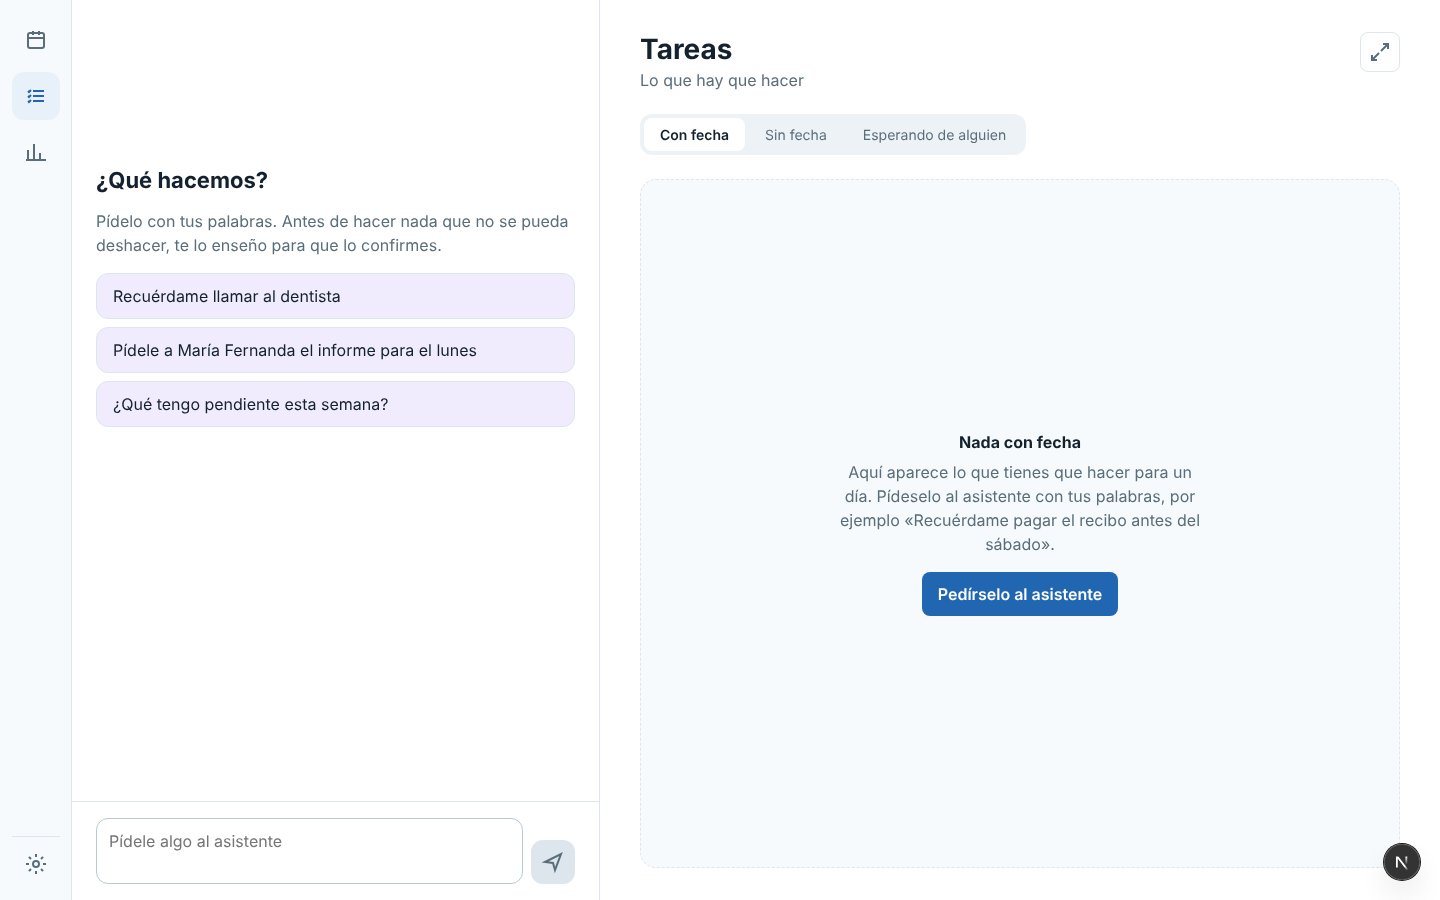 ¿Qué hacemos?
Pídelo con tus palabras. Antes de hacer nada que no se pueda
deshacer, te lo enseño para que lo confirmes.
Recuérdame llamar al dentista
Pídele a María Fernanda el informe para el lunes
¿Qué tengo pendiente esta semana?
Pídele algo al asistente
Tareas
Lo que hay que hacer
Con fecha
Sin fecha
Esperando de alguien
Nada con fecha
Aquí aparece lo que tienes que hacer para un
día. Pídeselo al asistente con tus palabras, por
ejemplo «Recuérdame pagar el recibo antes del
sábado».
Pedírselo al asistente
N